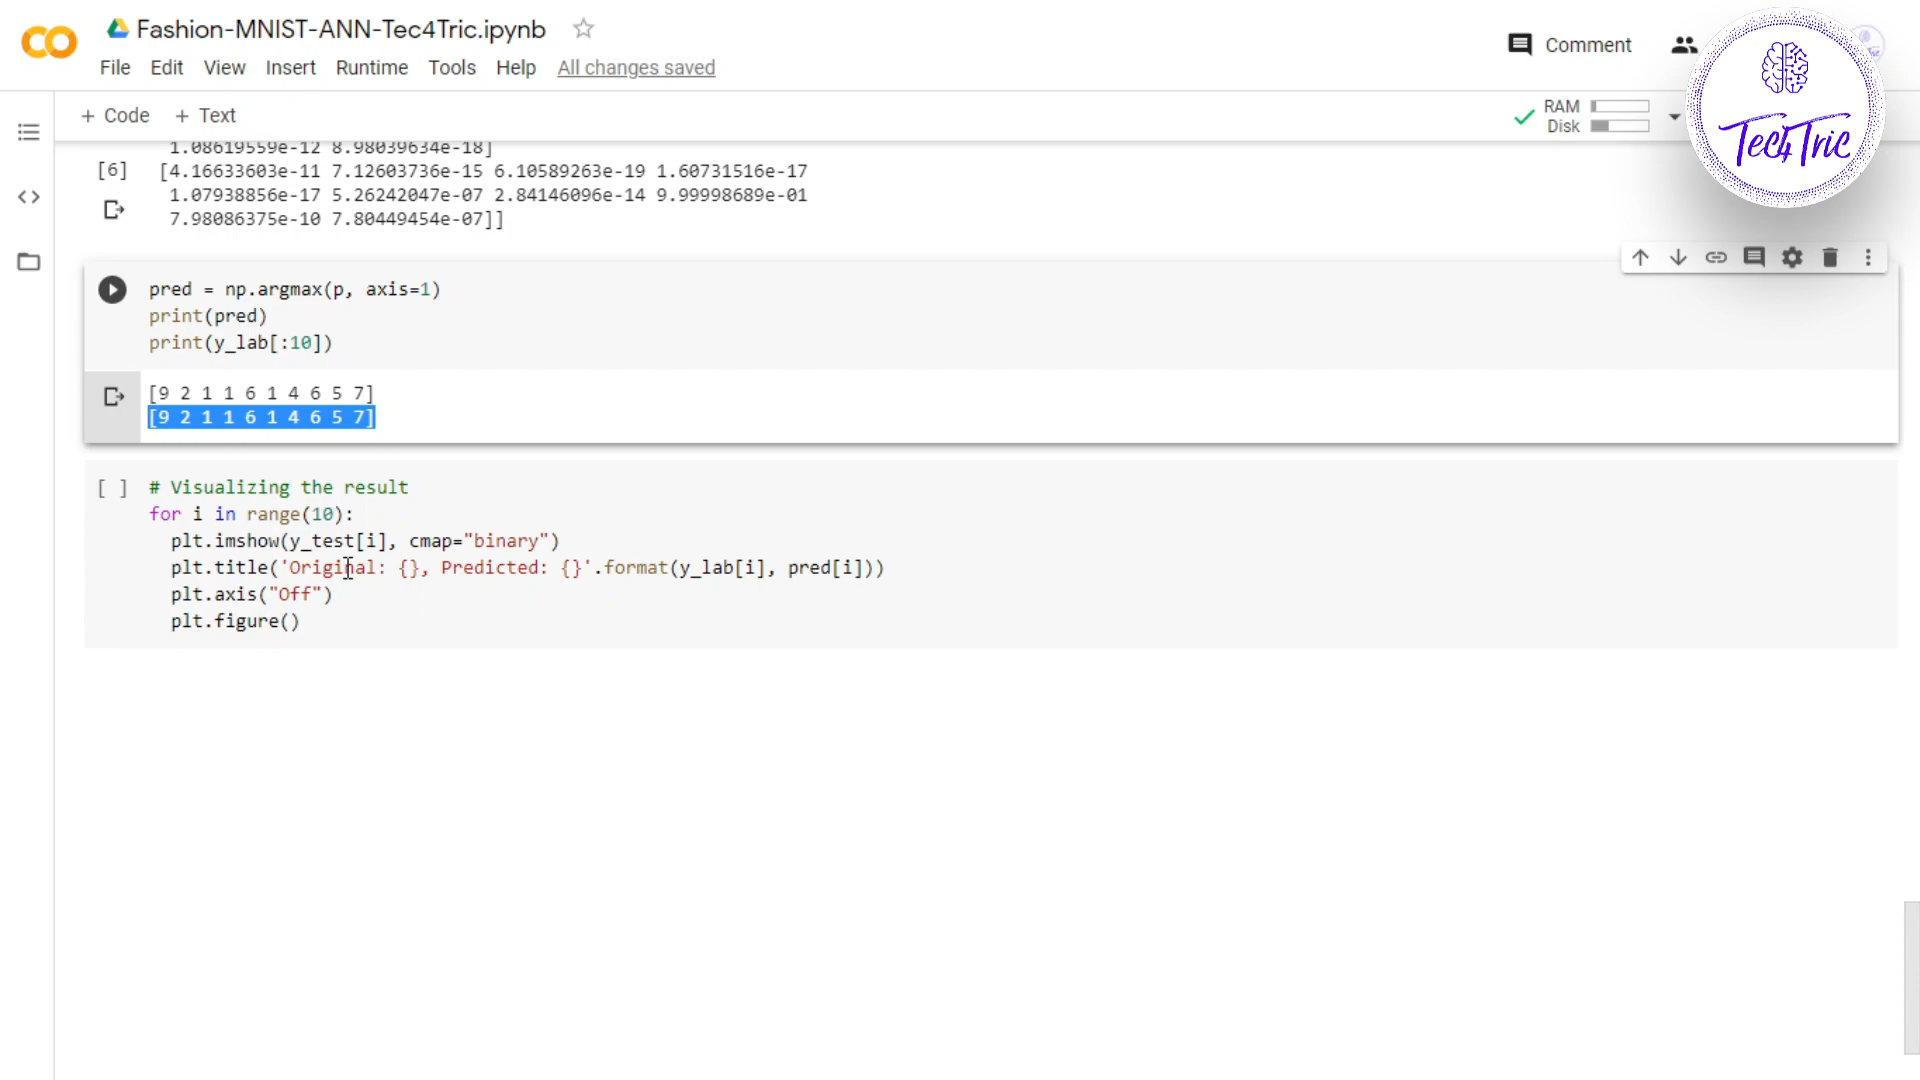 Fashion-MNIST-ANN-Tec4Tric.ipynb
File Edit View Insert Runtime Tools Help All changes saved
Comment
+ Code + Text
RAM
Disk
Tec4Tric
1.08619559e-12 8.98039634e-18]
[6] [4.16633603e-11 7.12603736e-15 6.10589263e-19 1.60731516e-17
1.07938856e-17 5.26242047e-07 2.84146096e-14 9.99998689e-01
7.98086375e-10 7.80449454e-07]]
pred = np.argmax(p, axis=1)
print(pred)
print(y_lab[:10])
[9 2 1 1 6 1 4 6 5 7]
[9 2 1 1 6 1 4 6 5 7]
[ ] # Visualizing the result
for i in range(10):
  plt.imshow(y_test[i], cmap="binary")
  plt.title('Original: {}, Predicted: {}'.format(y_lab[i], pred[i]))
  plt.axis("Off")
  plt.figure()